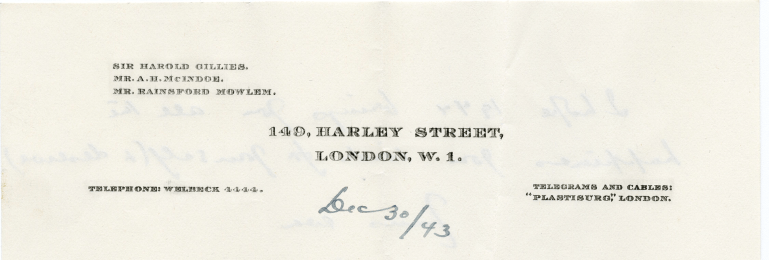 SIR HAROLD GILLIES.
MR. A. H. McINDOE.
MR. RAINSFORD MOWLEM.
149, HARLEY STREET,
LONDON, W. 1.
TELEPHONE: WELBECK 4444.
TELEGRAMS AND CABLES:
"PLASTISURG," LONDON.
Dec 30/43